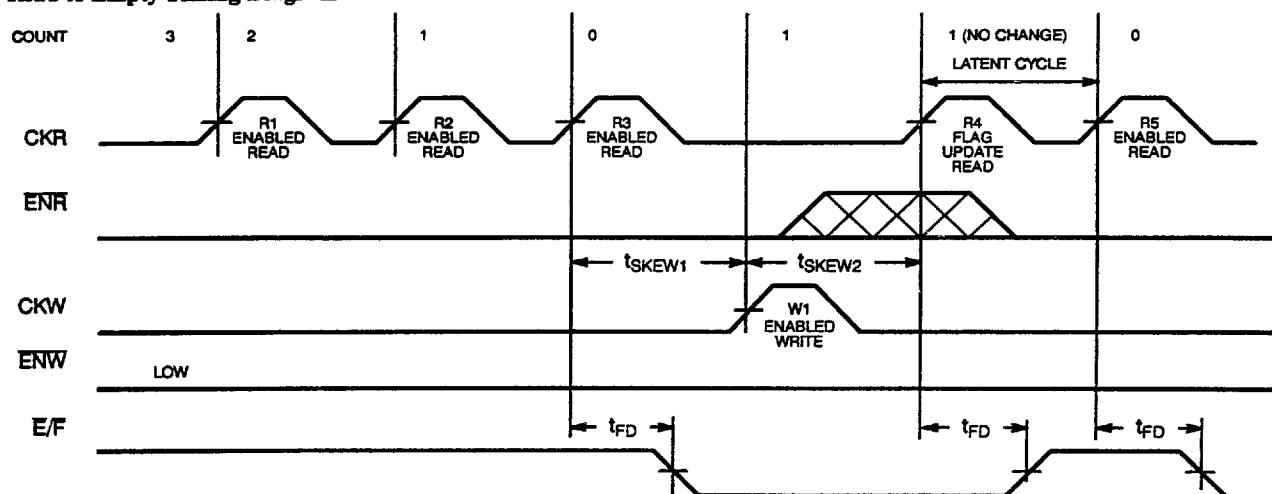 COUNT 3 2 1 0 1 1 (NO CHANGE) 0
LATENT CYCLE
CKR
R1 ENABLED READ
R2 ENABLED READ
R3 ENABLED READ
R4 FLAG UPDATE READ
R5 ENABLED READ
ENR
tSKEW1 tSKEW2
CKW
W1 ENABLED WRITE
ENW
LOW
E/F
tFD tFD tFD